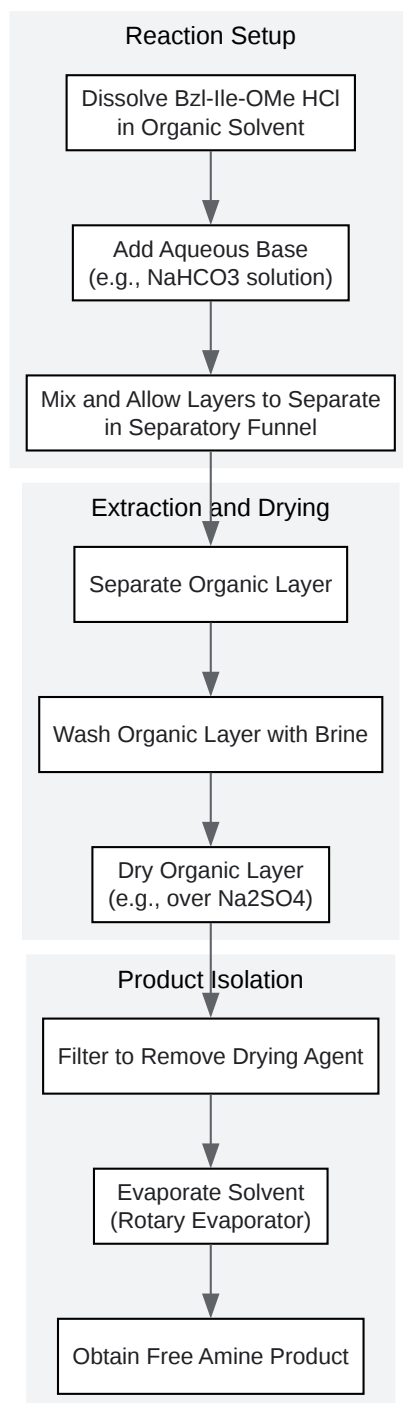 Reaction Setup
Dissolve Bzl-Ile-OMe HCl
in Organic Solvent
Add Aqueous Base
(e.g., NaHCO3 solution)
Mix and Allow Layers to Separate
in Separatory Funnel
Extraction and Drying
Separate Organic Layer
Wash Organic Layer with Brine
Dry Organic Layer
(e.g., over Na2SO4)
Product Isolation
Filter to Remove Drying Agent
Evaporate Solvent
(Rotary Evaporator)
Obtain Free Amine Product